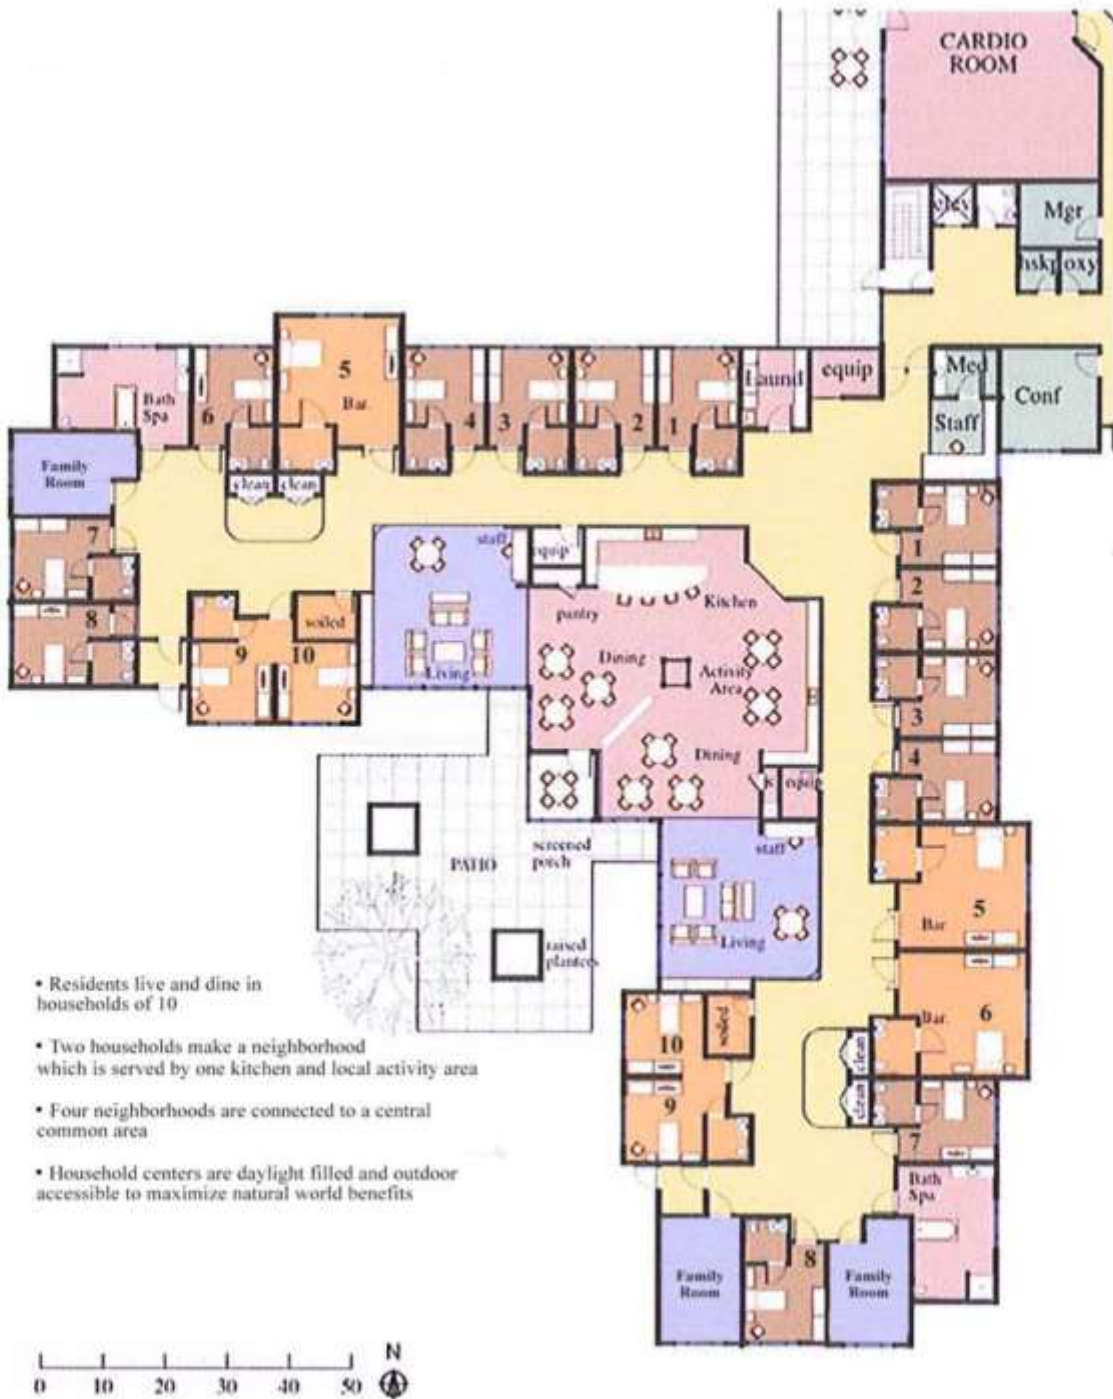 CARDIO
ROOM
elev
Mgr
hskp
oxy
5
Bar.
Bath
Spa
6
4
3
2
1
Laund
equip
Med
Staff
Conf
Family
Room
clean
clean
7
8
9
10
soiled
staff
equip
pantry
Kitchen
Living
Dining
Activity
Area
Dining
1
2
3
4
equip
screened
porch
PATIO
staff
Living
raised
planters
5
Bar
6
Bar.
10
9
soiled
clean
clean
7
Bath
Spa
Family
Room
8
Family
Room
• Residents live and dine in
households of 10
• Two households make a neighborhood
which is served by one kitchen and local activity area
• Four neighborhoods are connected to a central
common area
• Household centers are daylight filled and outdoor
accessible to maximize natural world benefits
N
0 10 20 30 40 50